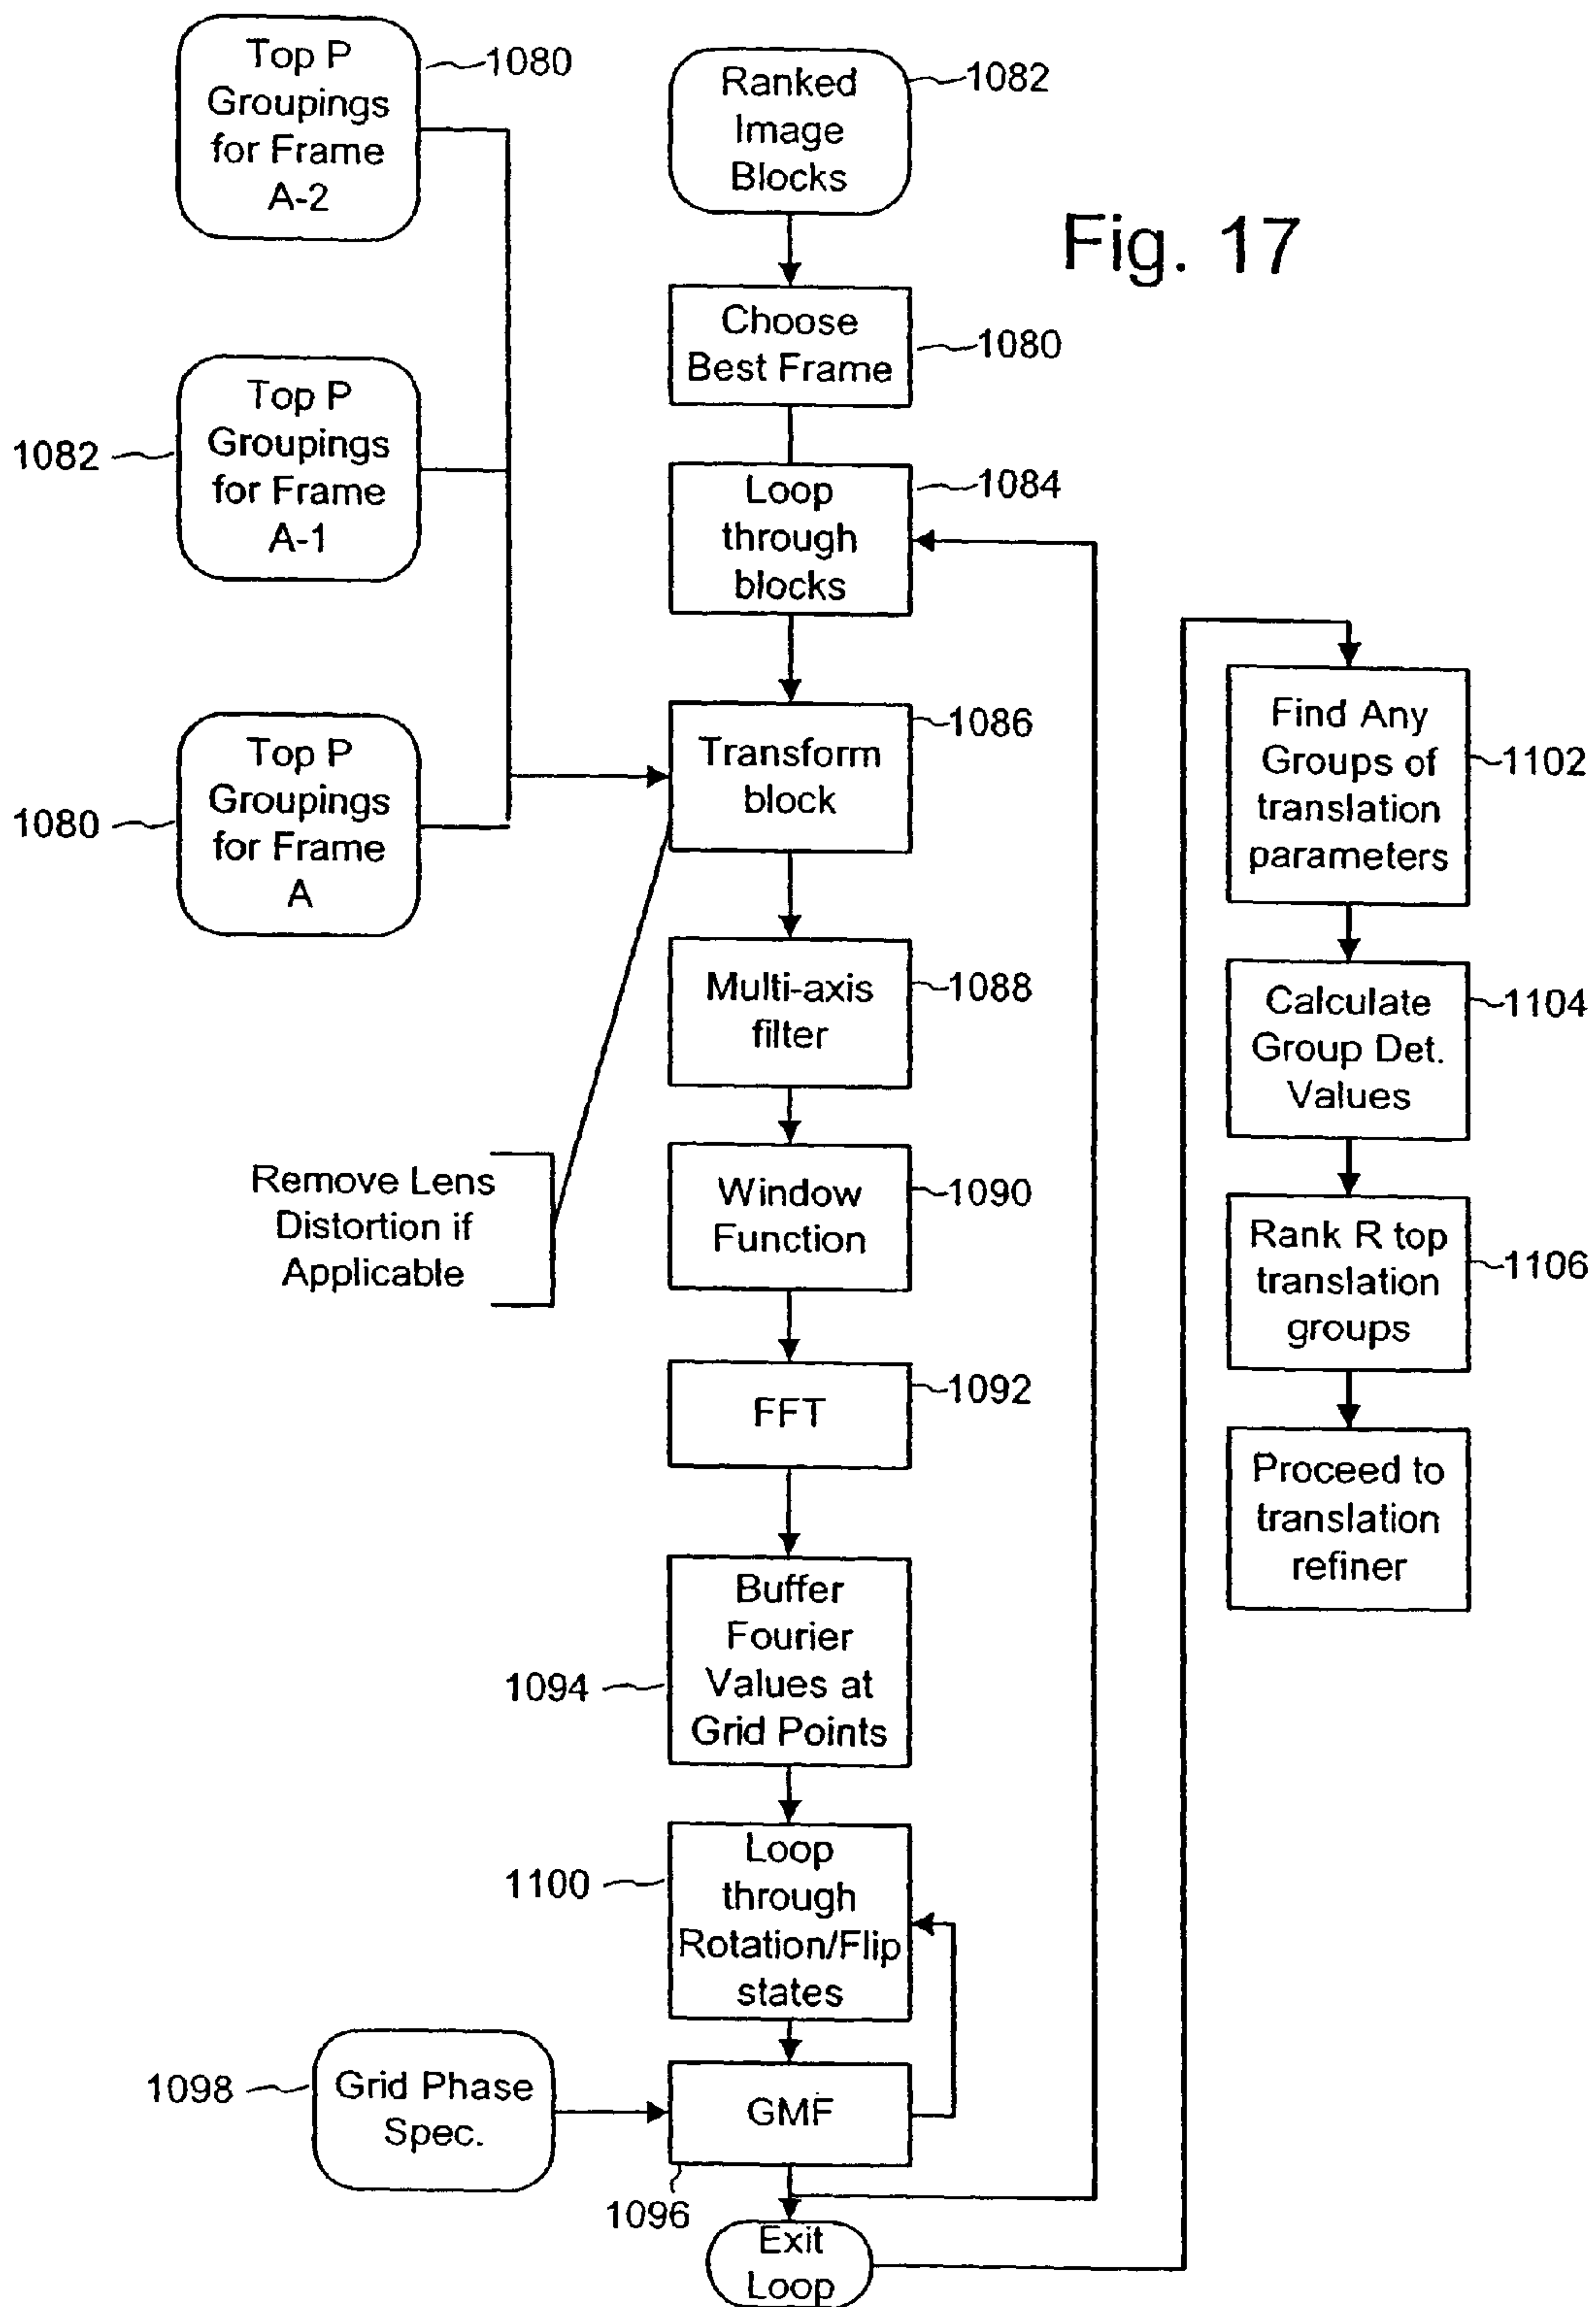 Top P
Groupings
for Frame
A-2
1080
Ranked
Image
Blocks
1082
Fig. 17
Choose
Best Frame
1080
Top P
Groupings
for Frame
A-1
1082
Loop
through
blocks
1084
Top P
Groupings
for Frame
A
1080
Transform
block
1086
Find Any
Groups of
translation
parameters
1102
Multi-axis
filter
1088
Calculate
Group Det.
Values
1104
Remove Lens
Distortion if
Applicable
Window
Function
1090
Rank R top
translation
groups
1106
FFT
1092
Proceed to
translation
refiner
Buffer
Fourier
Values at
Grid Points
1094
Loop
through
Rotation/Flip
states
1100
Grid Phase
Spec.
1098
GMF
1096
Exit
Loop